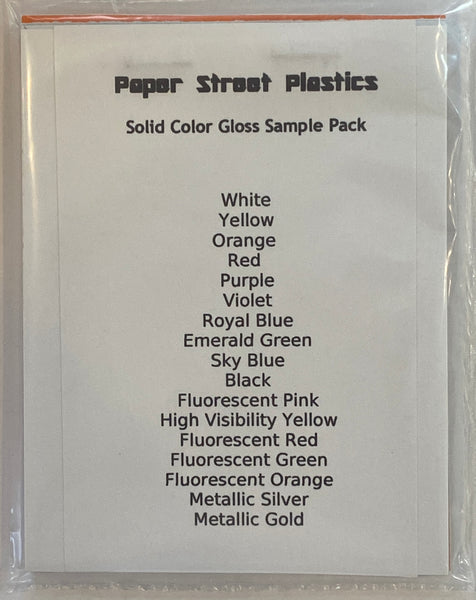 Paper Street Plastics
Solid Color Gloss Sample Pack
White
Yellow
Orange
Red
Purple
Violet
Royal Blue
Emerald Green
Sky Blue
Black
Fluorescent Pink
High Visibility Yellow
Fluorescent Red
Fluorescent Green
Fluorescent Orange
Metallic Silver
Metallic Gold